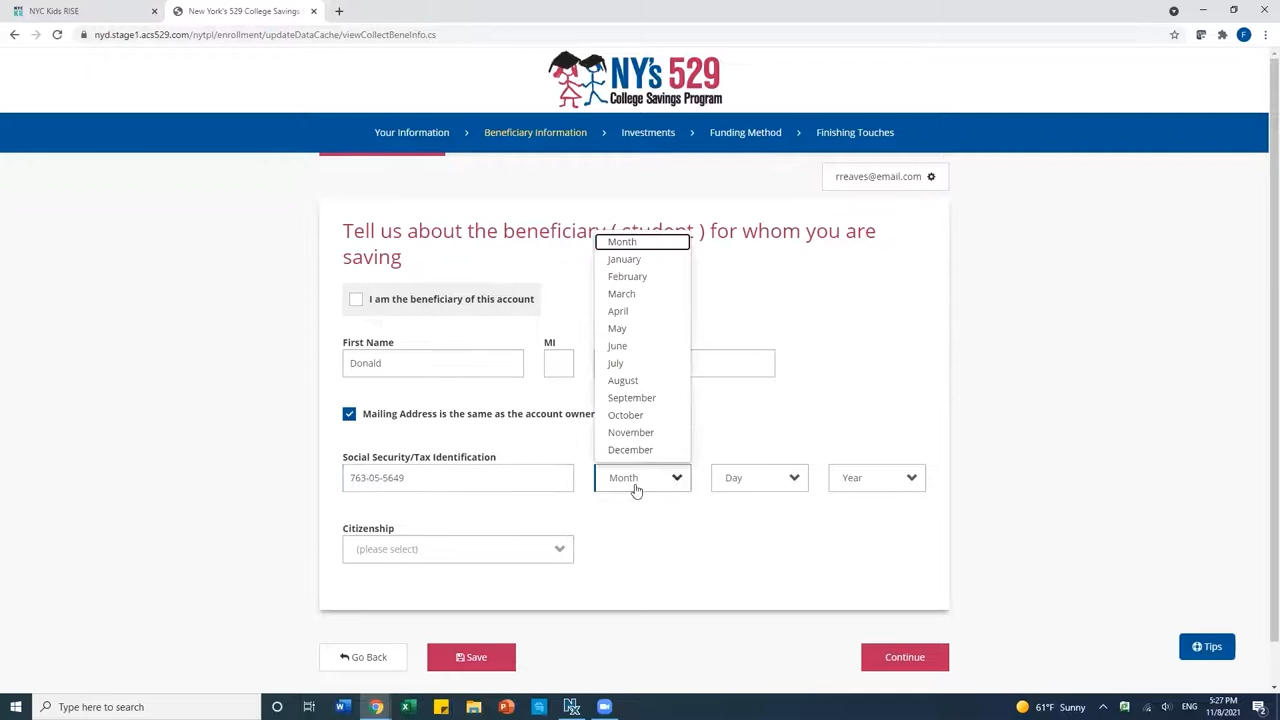 NYC Kids RISE
New York's 529 College Savings
nyd.stage1.acs529.com/nytpl/enrollment/updateDataCache/viewCollectBeneInfo.cs
F
NY's 529
College Savings Program
Your Information > Beneficiary Information > Investments > Funding Method > Finishing Touches
rreaves@email.com
Tell us about the beneficiary ( student ) for whom you are
saving
Month
January
February
March
April
May
June
July
August
September
October
November
December
I am the beneficiary of this account
First Name
MI
Donald
Mailing Address is the same as the account owner
Social Security/Tax Identification
763-05-5649
Month
Day
Year
Citizenship
(please select)
Go Back
Save
Continue
Tips
Type here to search
61°F Sunny
ENG
5:27 PM
11/8/2021
2